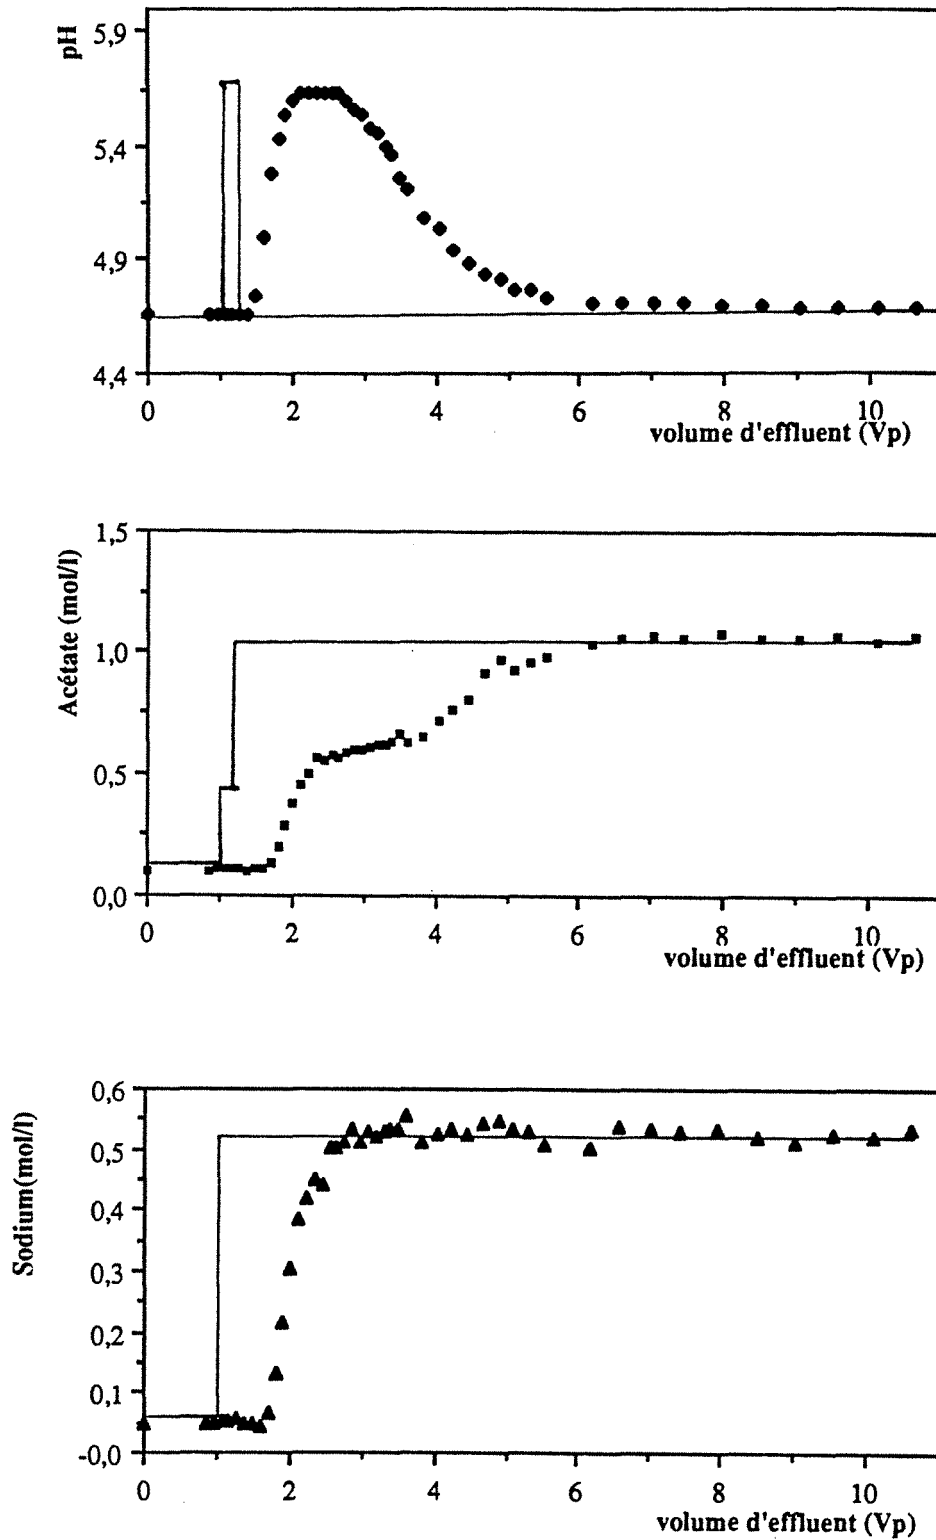 pH
5,9
5,4
4,9
4,4
0 2 4 6 8 10
volume d'effluent (Vp)
Acétate (mol/l)
1,5
1,0
0,5
0,0
0 2 4 6 8 10
volume d'effluent (Vp)
Sodium(mol/l)
0,6
0,5
0,4
0,3
0,2
0,1
-0,0
0 2 4 6 8 10
volume d'effluent (Vp)